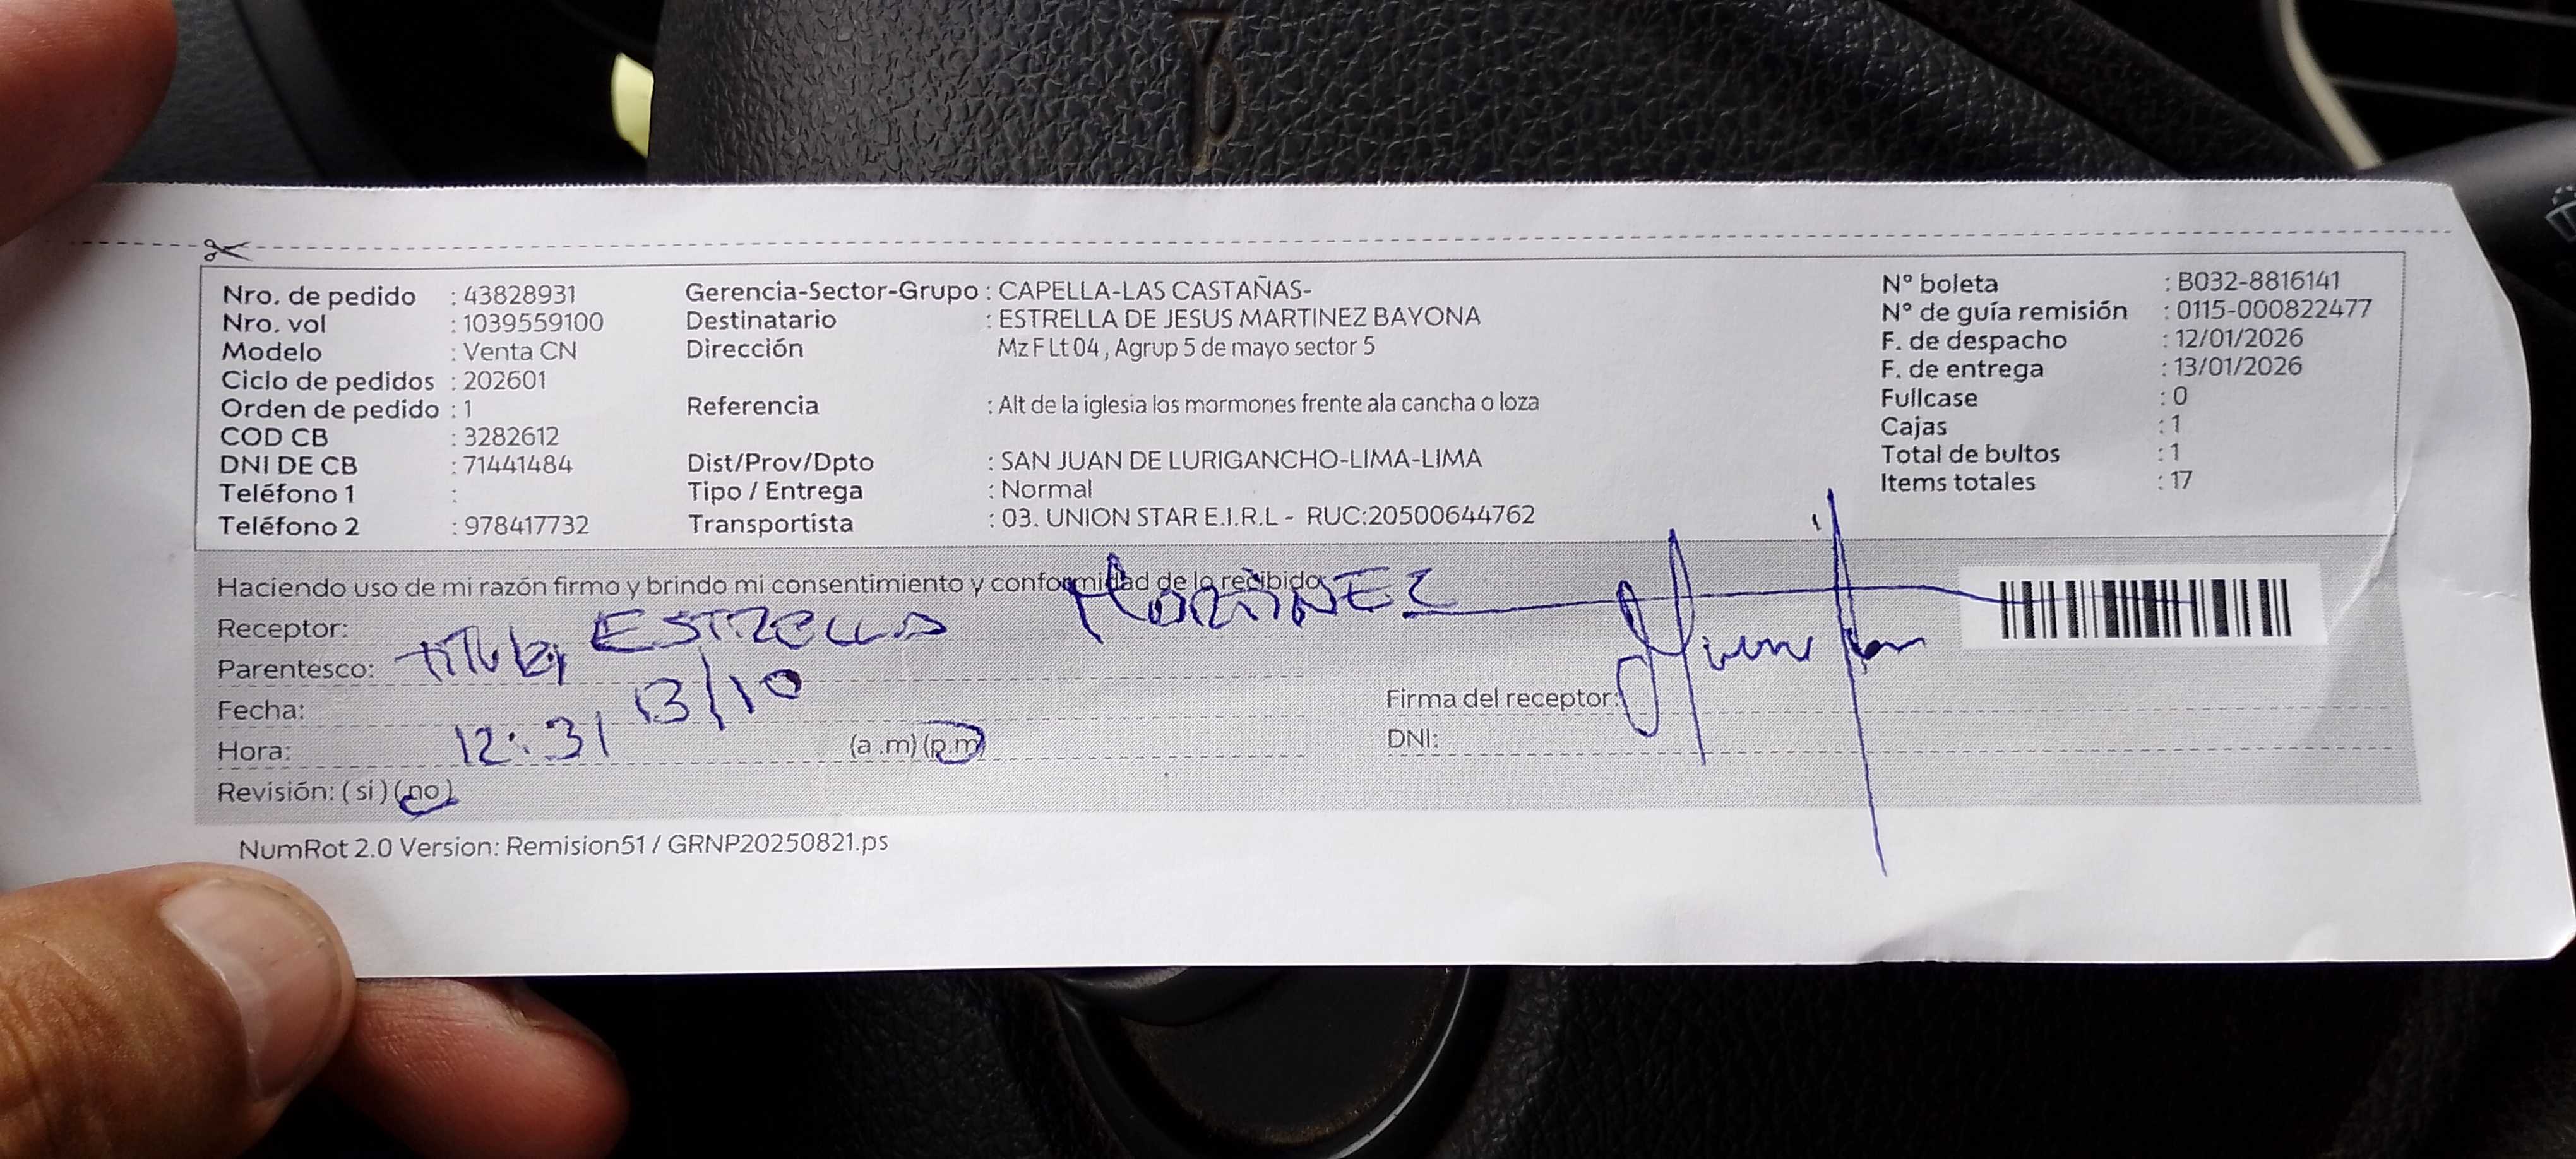 Nro. de pedido : 43828931
Nro. vol : 1039559100
Modelo : Venta CN
Ciclo de pedidos : 202601
Orden de pedido : 1
COD CB : 3282612
DNI DE CB : 71441484
Teléfono 1 :
Teléfono 2 : 978417732
Gerencia-Sector-Grupo : CAPELLA-LAS CASTAÑAS-
Destinatario : ESTRELLA DE JESUS MARTINEZ BAYONA
Dirección Mz F Lt 04 , Agrup 5 de mayo sector 5
Referencia : Alt de la iglesia los mormones frente ala cancha o loza
Dist/Prov/Dpto : SAN JUAN DE LURIGANCHO-LIMA-LIMA
Tipo / Entrega : Normal
Transportista : 03. UNION STAR E.I.R.L - RUC:20500644762
N° boleta : B032-8816141
N° de guía remisión : 0115-000822477
F. de despacho : 12/01/2026
F. de entrega : 13/01/2026
Fullcase : 0
Cajas : 1
Total de bultos : 1
Items totales : 17
Haciendo uso de mi razón firmo y brindo mi consentimiento y conformidad de lo recibido
Receptor: ESTRELLA MARTINEZ
Parentesco: titular
Fecha: 13/10
Hora: 12:31 (a .m) (p.m)
Revisión: ( si ) ( no )
Firma del receptor:
DNI:
NumRot 2.0 Version: Remision51 / GRNP20250821.ps